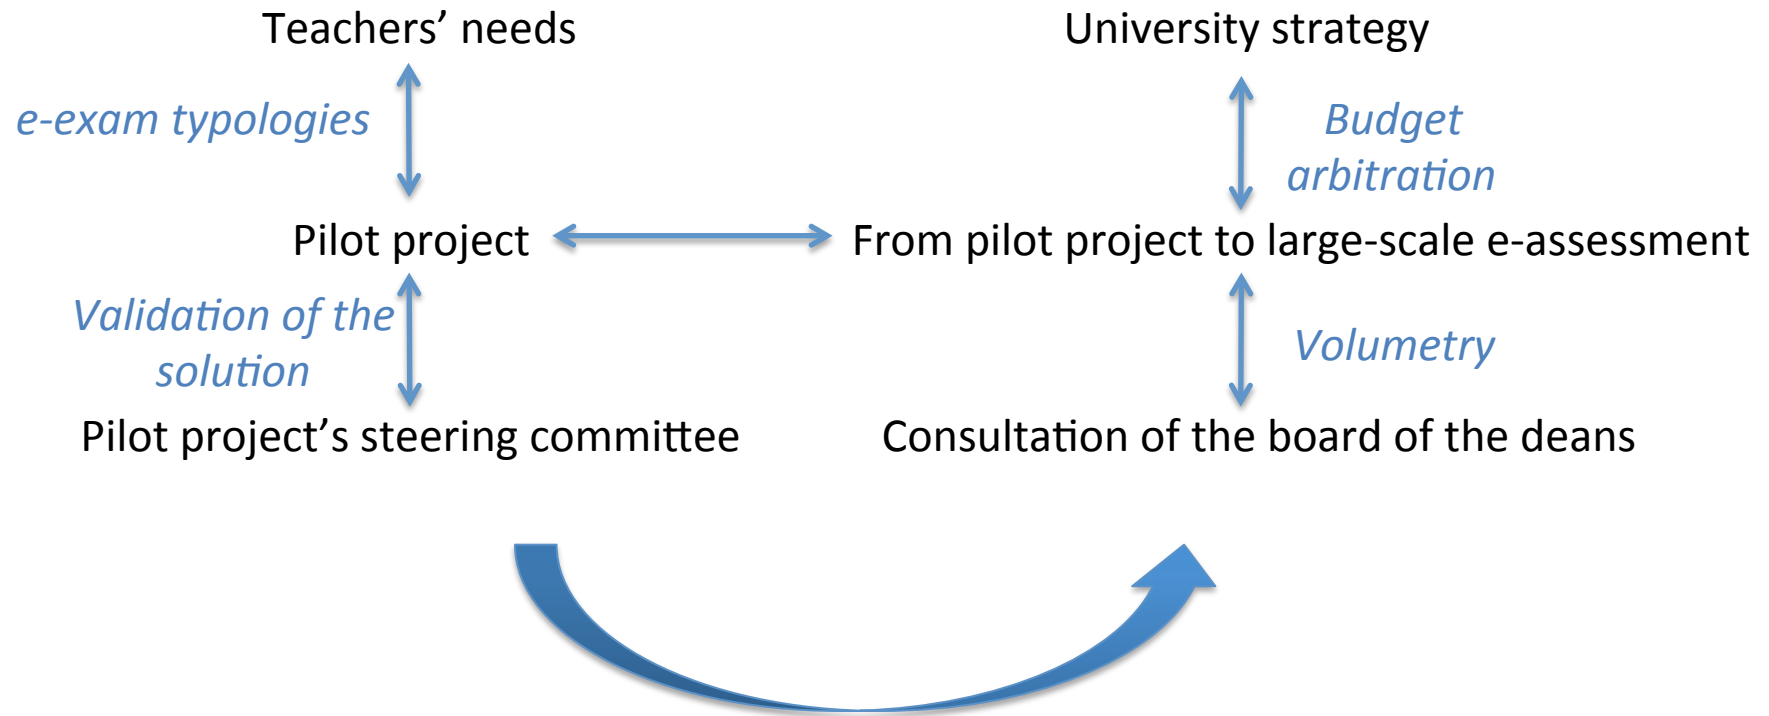 Teachers’ needs
University strategy
e-exam typologies
Budget
arbitration
Pilot project
From pilot project to large-scale e-assessment
Validation of the
solution
Volumetry
Pilot project’s steering committee
Consultation of the board of the deans